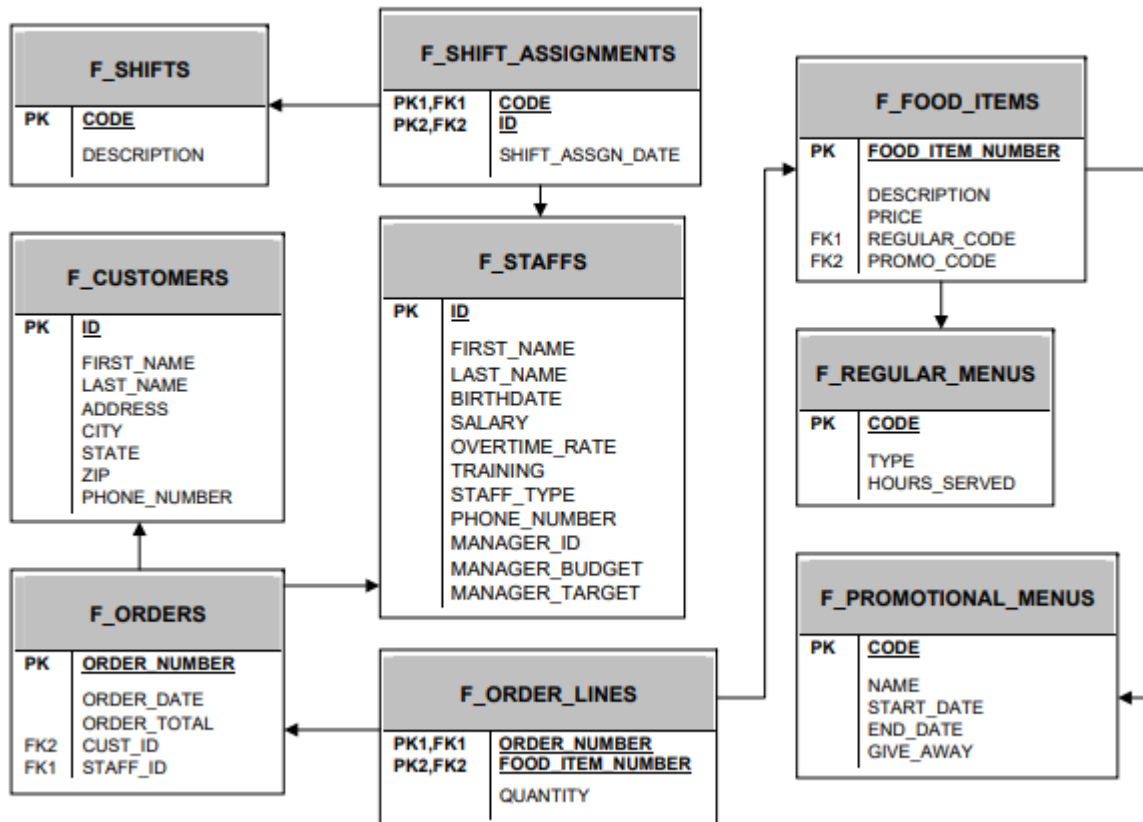 F_SHIFTS
PK CODE
DESCRIPTION
F_SHIFT_ASSIGNMENTS
PK1,FK1 CODE
PK2,FK2 ID
SHIFT_ASSGN_DATE
F_FOOD_ITEMS
PK FOOD_ITEM_NUMBER
DESCRIPTION
PRICE
FK1 REGULAR_CODE
FK2 PROMO_CODE
F_CUSTOMERS
PK ID
FIRST_NAME
LAST_NAME
ADDRESS
CITY
STATE
ZIP
PHONE_NUMBER
F_STAFFS
PK ID
FIRST_NAME
LAST_NAME
BIRTHDATE
SALARY
OVERTIME_RATE
TRAINING
STAFF_TYPE
PHONE_NUMBER
MANAGER_ID
MANAGER_BUDGET
MANAGER_TARGET
F_REGULAR_MENUS
PK CODE
TYPE
HOURS_SERVED
F_ORDERS
PK ORDER_NUMBER
ORDER_DATE
ORDER_TOTAL
FK2 CUST_ID
FK1 STAFF_ID
F_ORDER_LINES
PK1,FK1 ORDER_NUMBER
PK2,FK2 FOOD_ITEM_NUMBER
QUANTITY
F_PROMOTIONAL_MENUS
PK CODE
NAME
START_DATE
END_DATE
GIVE_AWAY